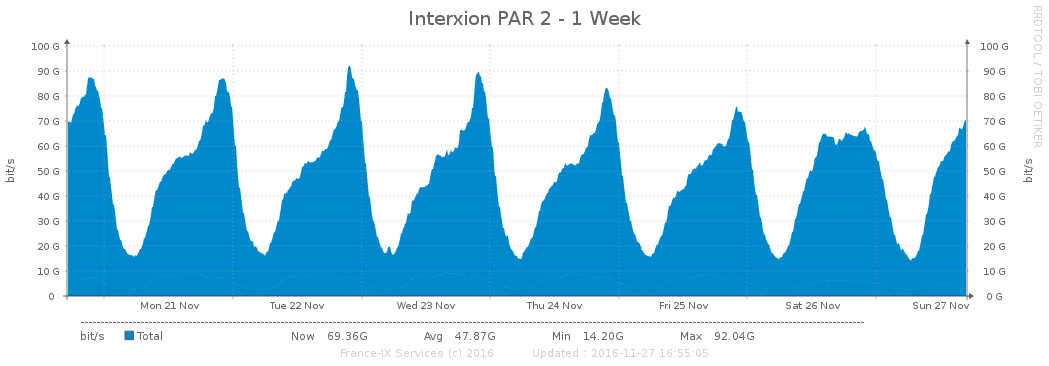 Interxion PAR 2 - 1 Week
RRDTOOL / TOBI OETIKER
bit/s
100 G 100 G
90 G 90 G
80 G 80 G
70 G 70 G
60 G 60 G
50 G 50 G
40 G 40 G
30 G 30 G
20 G 20 G
10 G 10 G
0 0 G
bit/s
Mon 21 Nov Tue 22 Nov Wed 23 Nov Thu 24 Nov Fri 25 Nov Sat 26 Nov Sun 27 Nov
bit/s Total Now 69.36G Avg 47.87G Min 14.20G Max 92.04G
France-IX Services (c) 2016 Updated : 2016-11-27 16:55:05